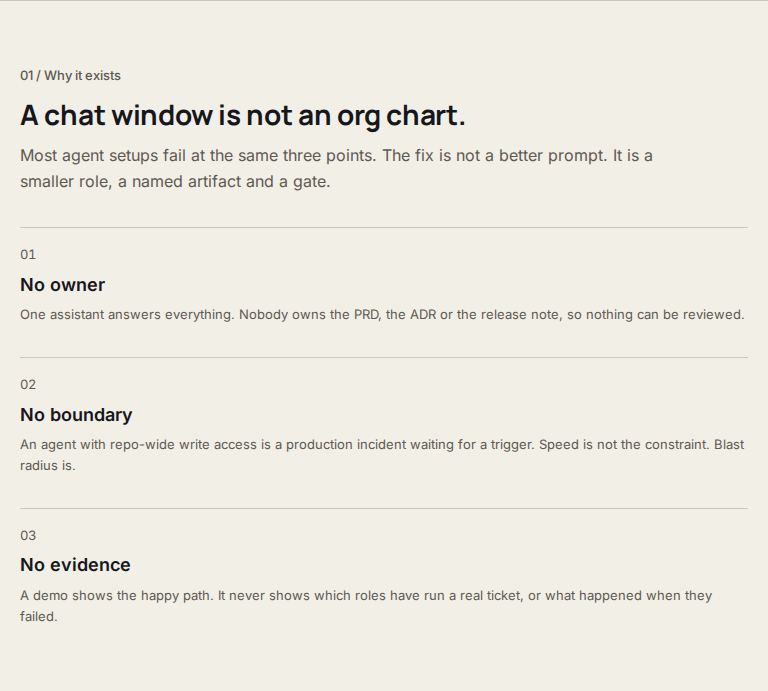 01 / Why it exists
A chat window is not an org chart.
Most agent setups fail at the same three points. The fix is not a better prompt. It is a
smaller role, a named artifact and a gate.
01
No owner
One assistant answers everything. Nobody owns the PRD, the ADR or the release note, so nothing can be reviewed.
02
No boundary
An agent with repo-wide write access is a production incident waiting for a trigger. Speed is not the constraint. Blast
radius is.
03
No evidence
A demo shows the happy path. It never shows which roles have run a real ticket, or what happened when they
failed.